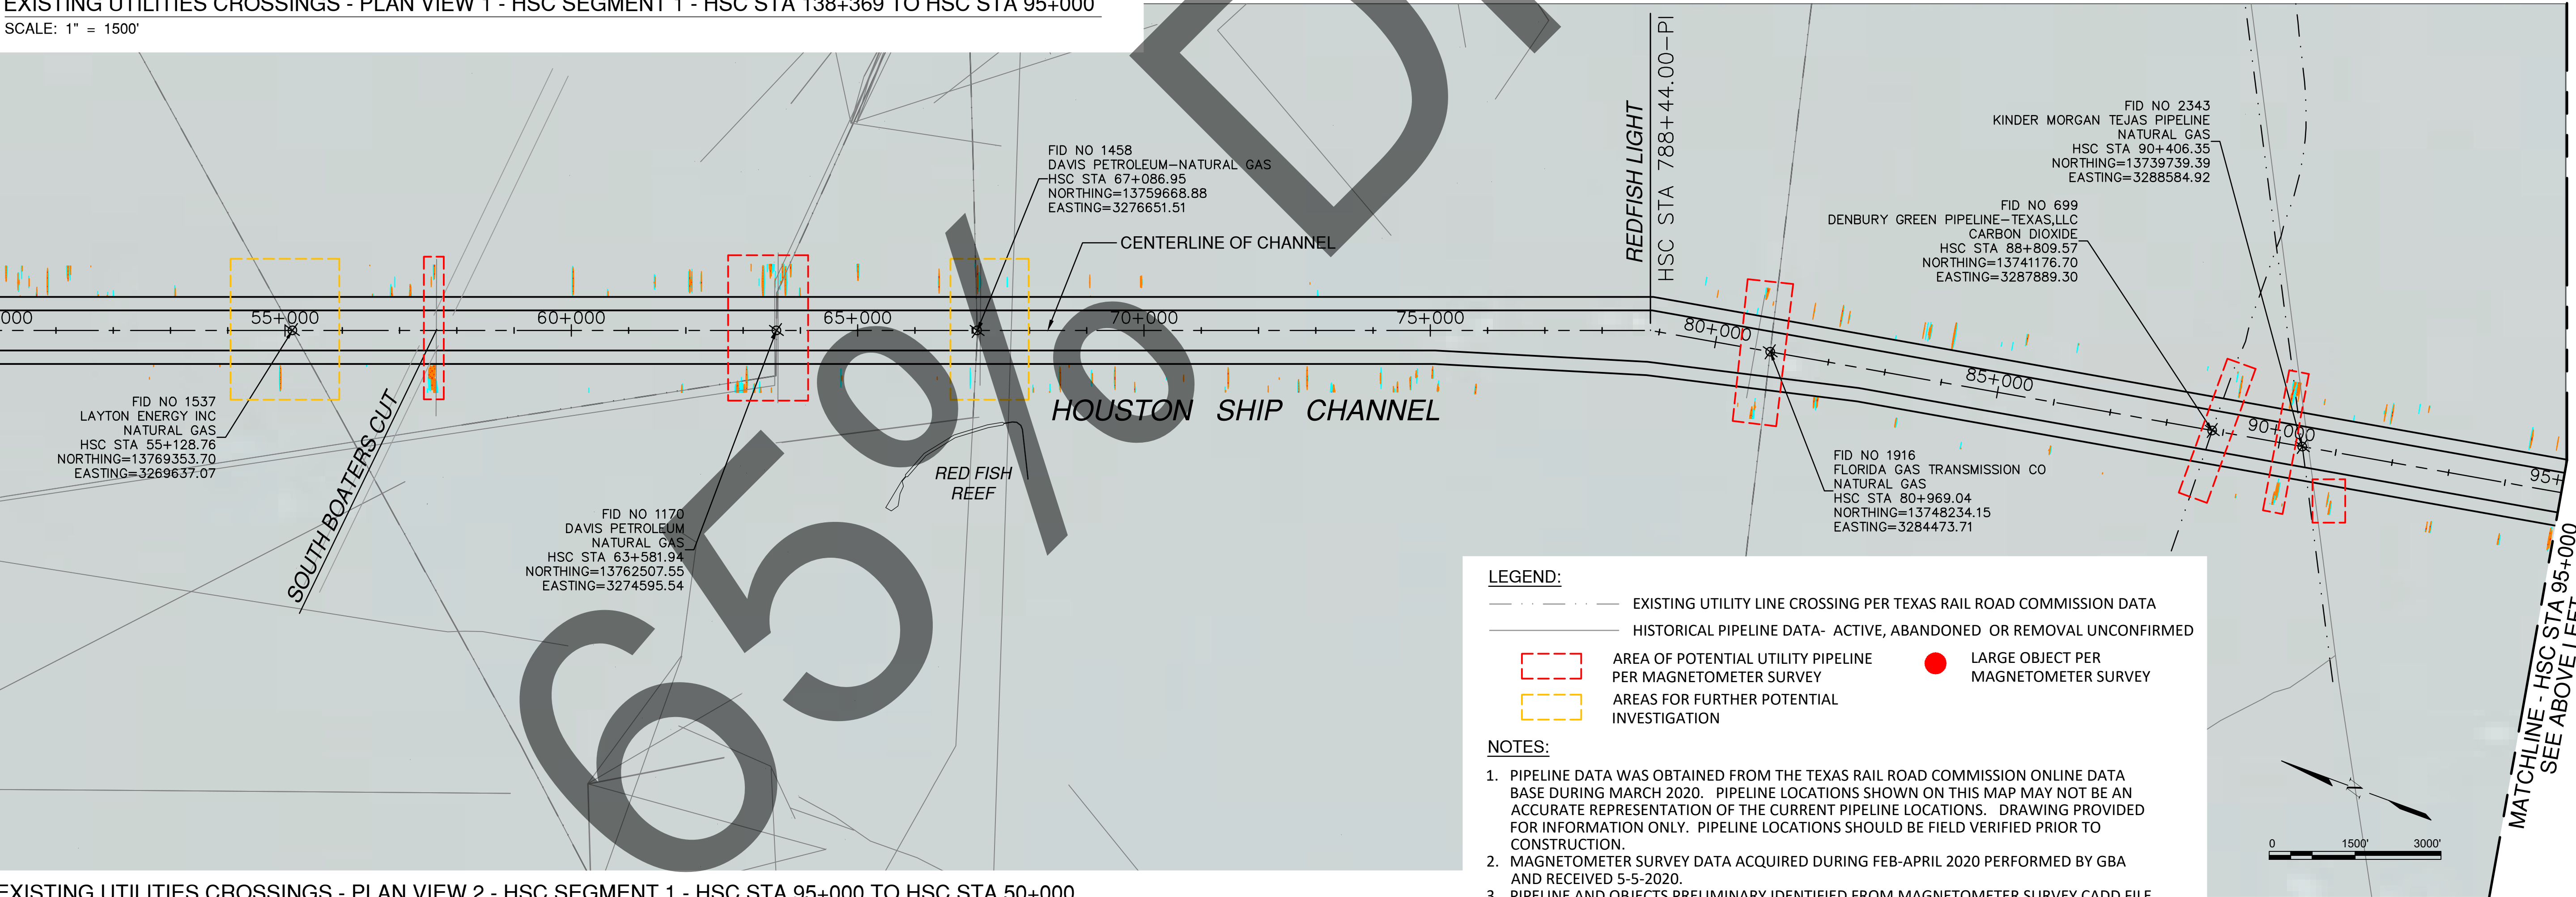 EXISTING UTILITIES CROSSINGS - PLAN VIEW 1 - HSC SEGMENT 1 - HSC STA 138+369 TO HSC STA 95+000
SCALE: 1" = 1500'
FID NO 1458
DAVIS PETROLEUM-NATURAL GAS
HSC STA 67+086.95
NORTHING=13759668.88
EASTING=3276651.51
CENTERLINE OF CHANNEL
REDFISH LIGHT
HSC STA 788+44.00-PI
FID NO 2343
KINDER MORGAN TEJAS PIPELINE
NATURAL GAS
HSC STA 90+406.35
NORTHING=13739739.39
EASTING=3288584.92
FID NO 699
DENBURY GREEN PIPELINE-TEXAS,LLC
CARBON DIOXIDE
HSC STA 88+809.57
NORTHING=13741176.70
EASTING=3287889.30
000
55+000
60+000
65+000
70+000
75+000
80+000
85+000
90+000
95+
FID NO 1537
LAYTON ENERGY INC
NATURAL GAS
HSC STA 55+128.76
NORTHING=13769353.70
EASTING=3269637.07
SOUTH BOATERS CUT
FID NO 1170
DAVIS PETROLEUM
NATURAL GAS
HSC STA 63+581.94
NORTHING=13762507.55
EASTING=3274595.54
RED FISH
REEF
HOUSTON SHIP CHANNEL
FID NO 1916
FLORIDA GAS TRANSMISSION CO
NATURAL GAS
HSC STA 80+969.04
NORTHING=13748234.15
EASTING=3284473.71
65%
LEGEND:
EXISTING UTILITY LINE CROSSING PER TEXAS RAIL ROAD COMMISSION DATA
HISTORICAL PIPELINE DATA- ACTIVE, ABANDONED OR REMOVAL UNCONFIRMED
AREA OF POTENTIAL UTILITY PIPELINE
PER MAGNETOMETER SURVEY
LARGE OBJECT PER
MAGNETOMETER SURVEY
AREAS FOR FURTHER POTENTIAL
INVESTIGATION
NOTES:
1. PIPELINE DATA WAS OBTAINED FROM THE TEXAS RAIL ROAD COMMISSION ONLINE DATA
BASE DURING MARCH 2020. PIPELINE LOCATIONS SHOWN ON THIS MAP MAY NOT BE AN
ACCURATE REPRESENTATION OF THE CURRENT PIPELINE LOCATIONS. DRAWING PROVIDED
FOR INFORMATION ONLY. PIPELINE LOCATIONS SHOULD BE FIELD VERIFIED PRIOR TO
CONSTRUCTION.
2. MAGNETOMETER SURVEY DATA ACQUIRED DURING FEB-APRIL 2020 PERFORMED BY GBA
AND RECEIVED 5-5-2020.
3. PIPELINE AND OBJECTS PRELIMINARY IDENTIFIED FROM MAGNETOMETER SURVEY CADD FILE
0 1500' 3000'
MATCHLINE - HSC STA 95+000
SEE ABOVE LEFT
EXISTING UTILITIES CROSSINGS - PLAN VIEW 2 - HSC SEGMENT 1 - HSC STA 95+000 TO HSC STA 50+000